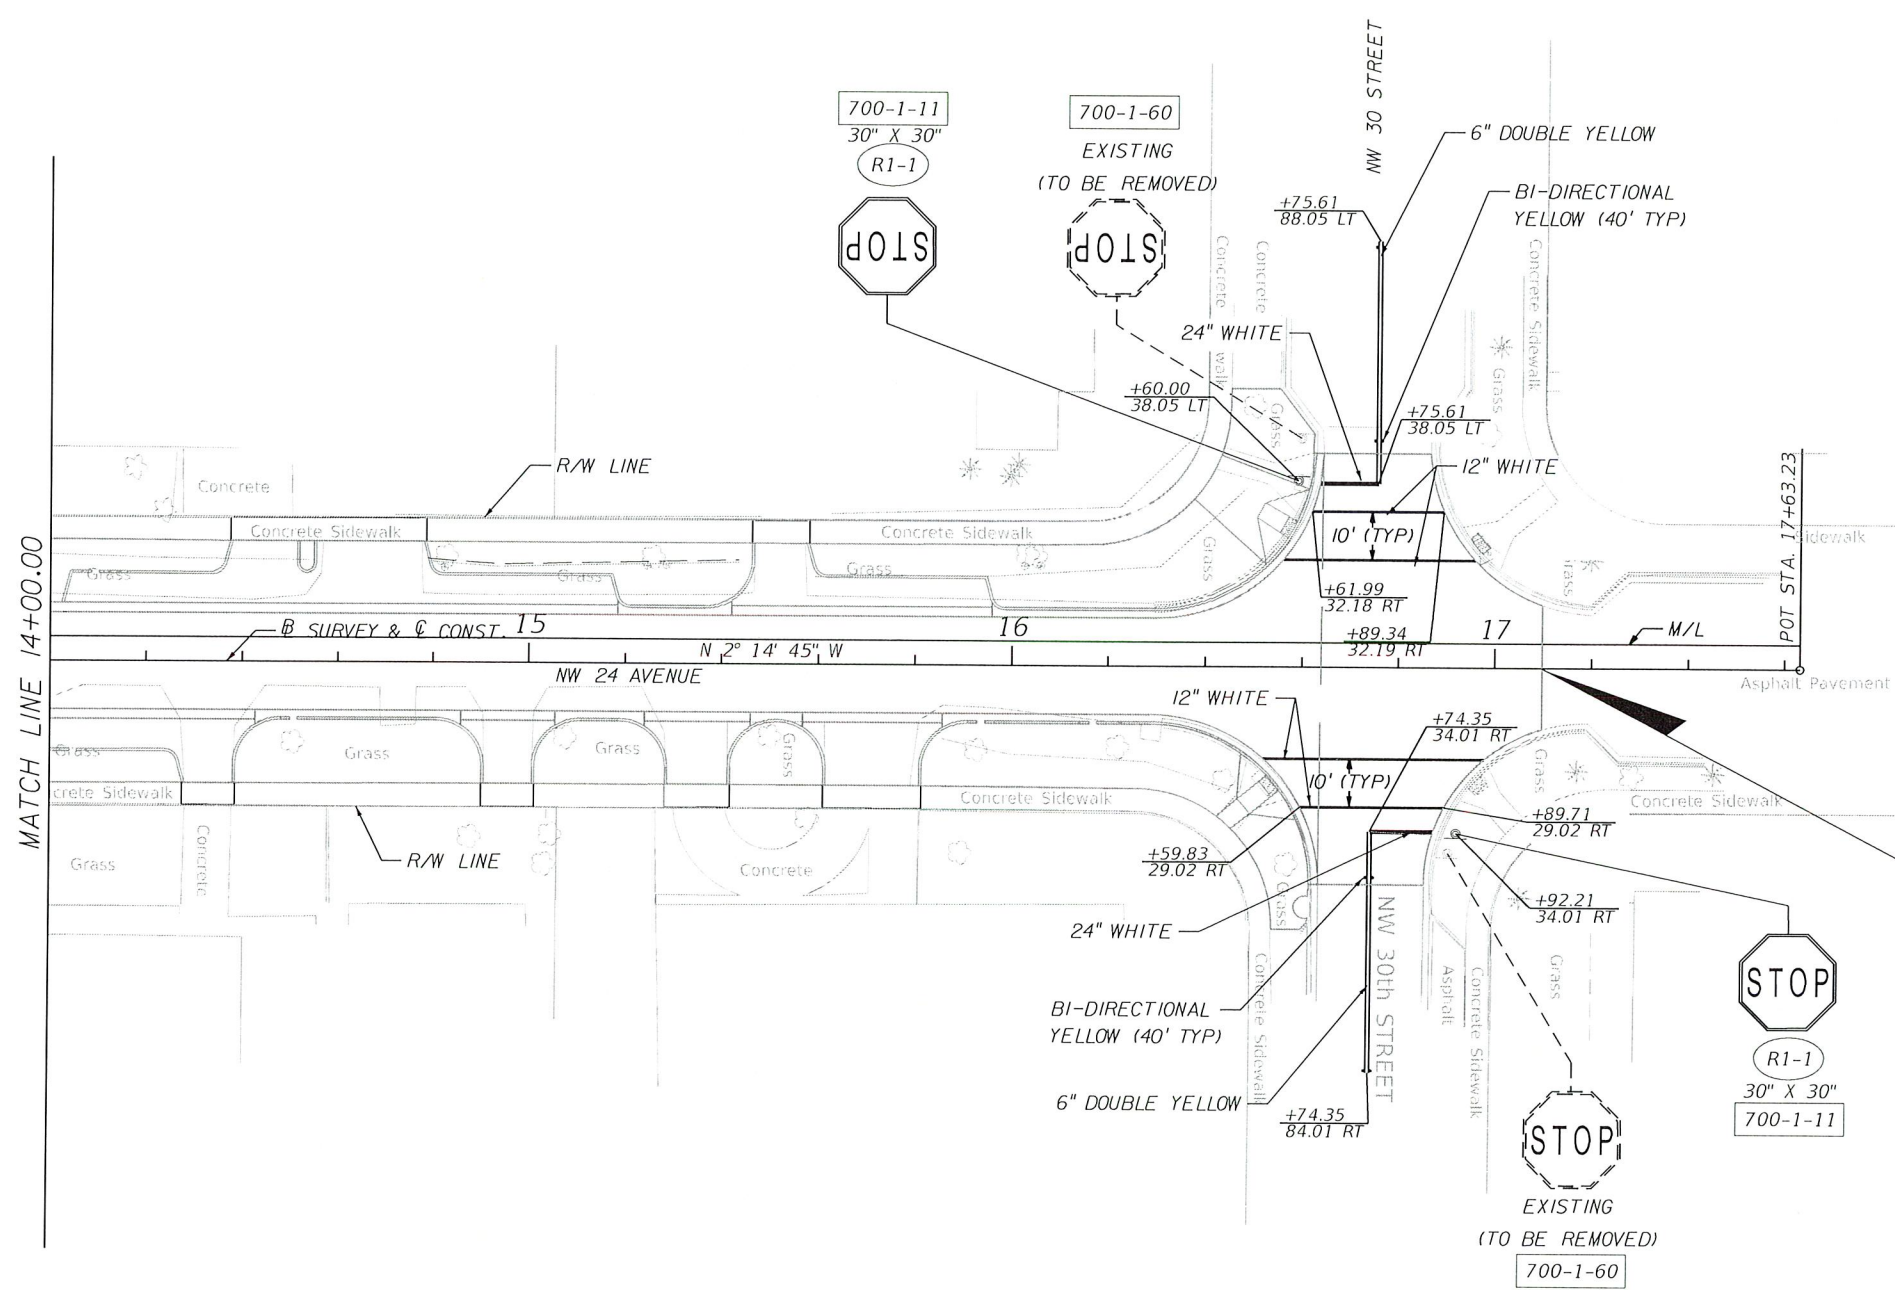 700-1-11
30" X 30"
R1-1
STOP
700-1-60
EXISTING
(TO BE REMOVED)
STOP
NW 30 STREET
6" DOUBLE YELLOW
BI-DIRECTIONAL
YELLOW (40' TYP)
+75.61
88.05 LT
24" WHITE
Concrete
Concrete
walk
Concrete Sidewalk
Grass
+60.00
38.05 LT
Grass
+75.61
38.05 LT
12" WHITE
R/W LINE
Concrete
Concrete Sidewalk
Concrete Sidewalk
10' (TYP)
Grass
Grass
Grass
Grass
rass
Sidewalk
+61.99
32.18 RT
+89.34
32.19 RT
POT STA. 17+63.23
MATCH LINE 14+00.00
B SURVEY & C CONST.
15
16
17
M/L
N 2° 14' 45" W
NW 24 AVENUE
Asphalt Pavement
12" WHITE
+74.35
34.01 RT
10' (TYP)
Grass
Grass
Grass
Grass
Grass
crete Sidewalk
Concrete Sidewalk
Concrete Sidewalk
+89.71
29.02 RT
+59.83
29.02 RT
R/W LINE
Grass
Concrete
Concrete
Grass
+92.21
34.01 RT
24" WHITE
NW 30th STREET
Concrete Sidewalk
Asphalt
Concrete Sidewalk
Grass
BI-DIRECTIONAL
YELLOW (40' TYP)
6" DOUBLE YELLOW
+74.35
84.01 RT
STOP
R1-1
30" X 30"
700-1-11
STOP
EXISTING
(TO BE REMOVED)
700-1-60